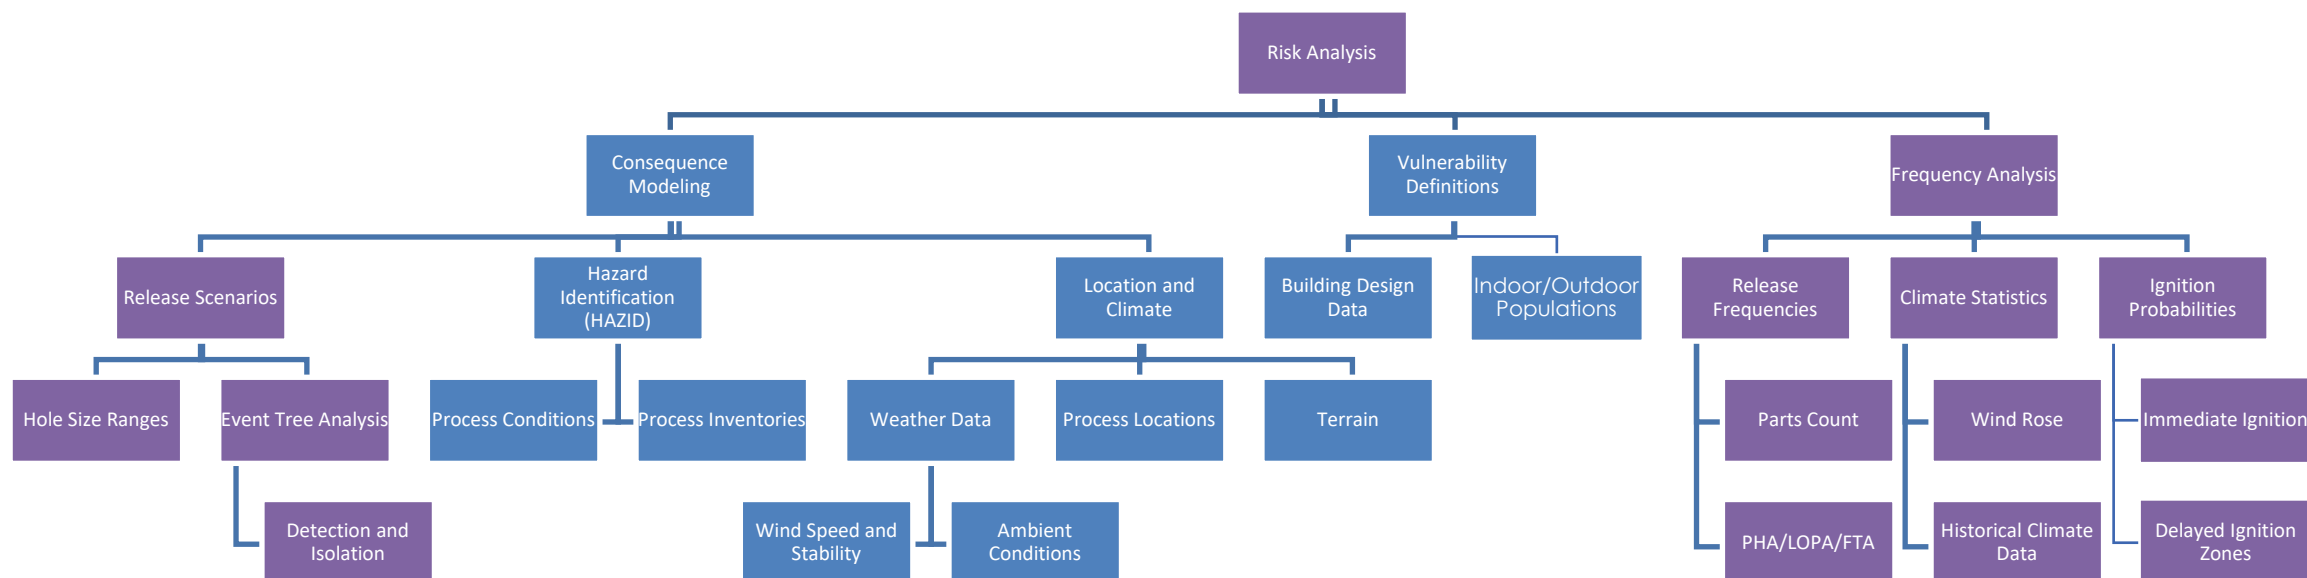 Risk Analysis
Consequence
Modeling
Vulnerability
Definitions
Frequency Analysis
Release Scenarios
Hazard
Identification
(HAZID)
Location and
Climate
Building Design
Data
Indoor/Outdoor
Populations
Release
Frequencies
Climate Statistics
Ignition
Probabilities
Hole Size Ranges
Event Tree Analysis
Process Conditions
Process Inventories
Weather Data
Process Locations
Terrain
Parts Count
Wind Rose
Immediate Ignition
Detection and
Isolation
Wind Speed and
Stability
Ambient
Conditions
PHA/LOPA/FTA
Historical Climate
Data
Delayed Ignition
Zones